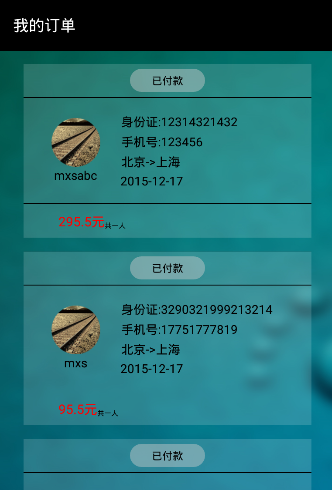 我的订单
已付款
身份证:12314321432
手机号:123456
北京->上海
mxsabc
2015-12-17
295.5元共一人
已付款
身份证:3290321999213214
手机号:17751777819
北京->上海
mxs
2015-12-17
95.5元共一人
已付款